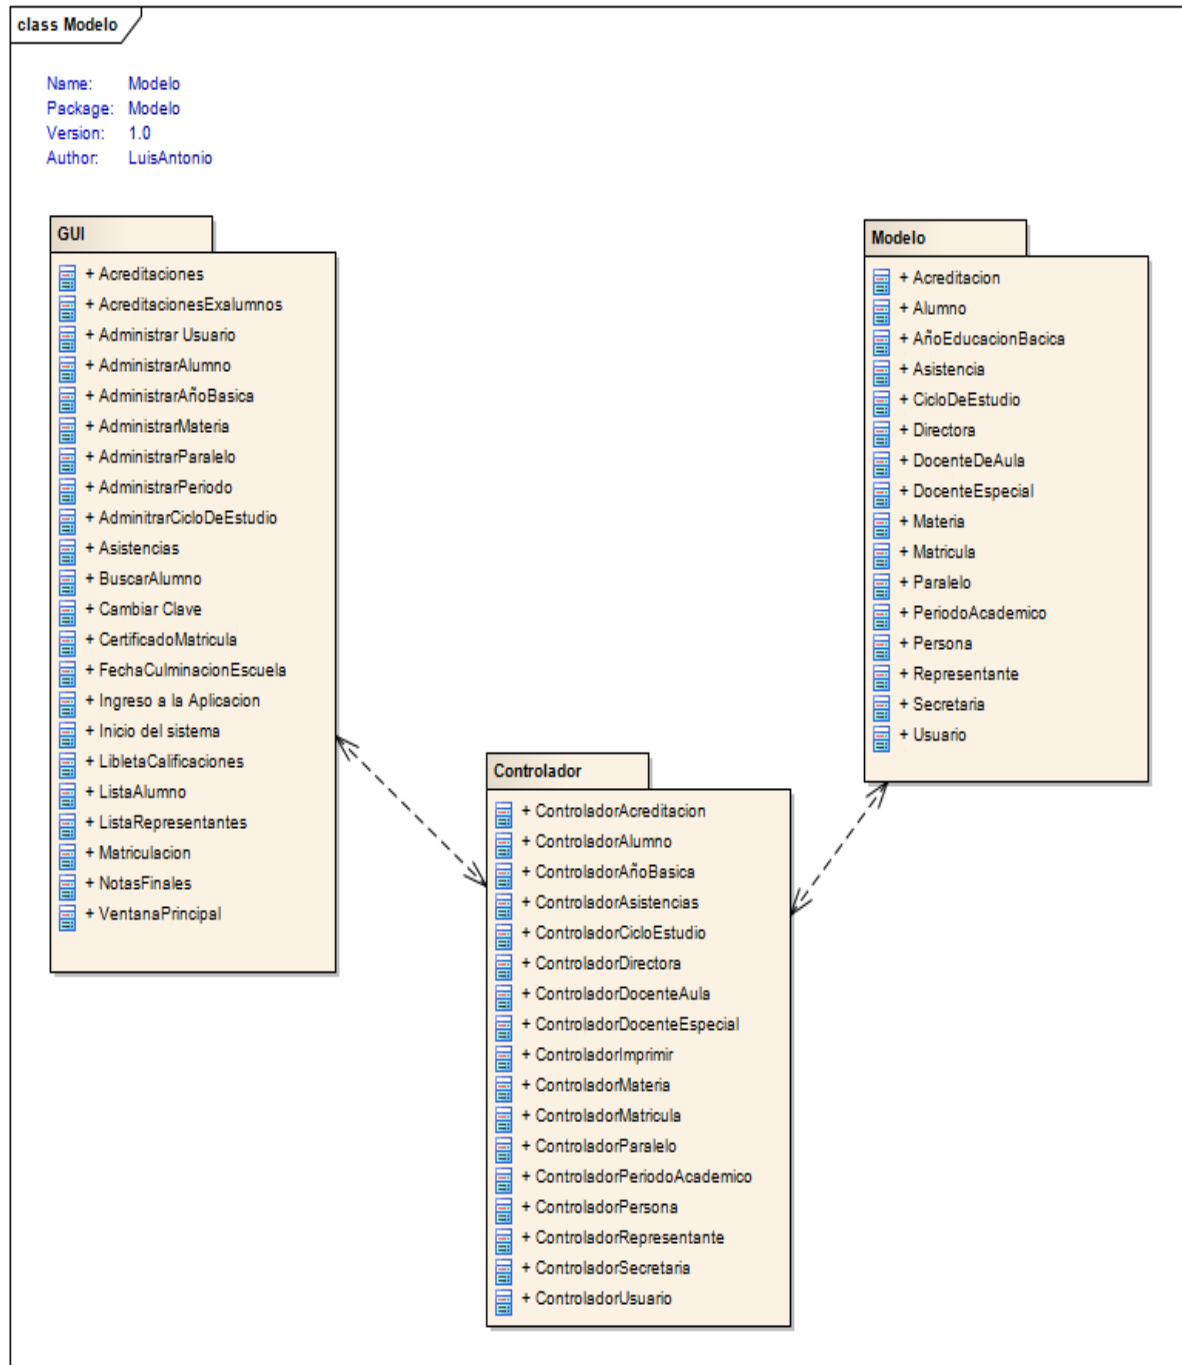 class Modelo
Name: Modelo
Package: Modelo
Version: 1.0
Author: LuisAntonio
GUI
+ Acreditaciones
+ AcreditacionesExalumnos
+ Administrar Usuario
+ AdministrarAlumno
+ AdministrarAñoBasica
+ AdministrarMateria
+ AdministrarParalelo
+ AdministrarPeriodo
+ AdminitrarCicloDeEstudio
+ Asistencias
+ BuscarAlumno
+ Cambiar Clave
+ CertificadoMatricula
+ FechaCulminacionEscuela
+ Ingreso a la Aplicacion
+ Inicio del sistema
+ LibletaCalificaciones
+ ListaAlumno
+ ListaRepresentantes
+ Matriculacion
+ NotasFinales
+ VentanaPrincipal
Modelo
+ Acreditacion
+ Alumno
+ AñoEducacionBacica
+ Asistencia
+ CicloDeEstudio
+ Directora
+ DocenteDeAula
+ DocenteEspecial
+ Materia
+ Matricula
+ Paralelo
+ PeriodoAcademico
+ Persona
+ Representante
+ Secretaria
+ Usuario
Controlador
+ ControladorAcreditacion
+ ControladorAlumno
+ ControladorAñoBasica
+ ControladorAsistencias
+ ControladorCicloEstudio
+ ControladorDirectora
+ ControladorDocenteAula
+ ControladorDocenteEspecial
+ ControladorImprimir
+ ControladorMateria
+ ControladorMatricula
+ ControladorParalelo
+ ControladorPeriodoAcademico
+ ControladorPersona
+ ControladorRepresentante
+ ControladorSecretaria
+ ControladorUsuario